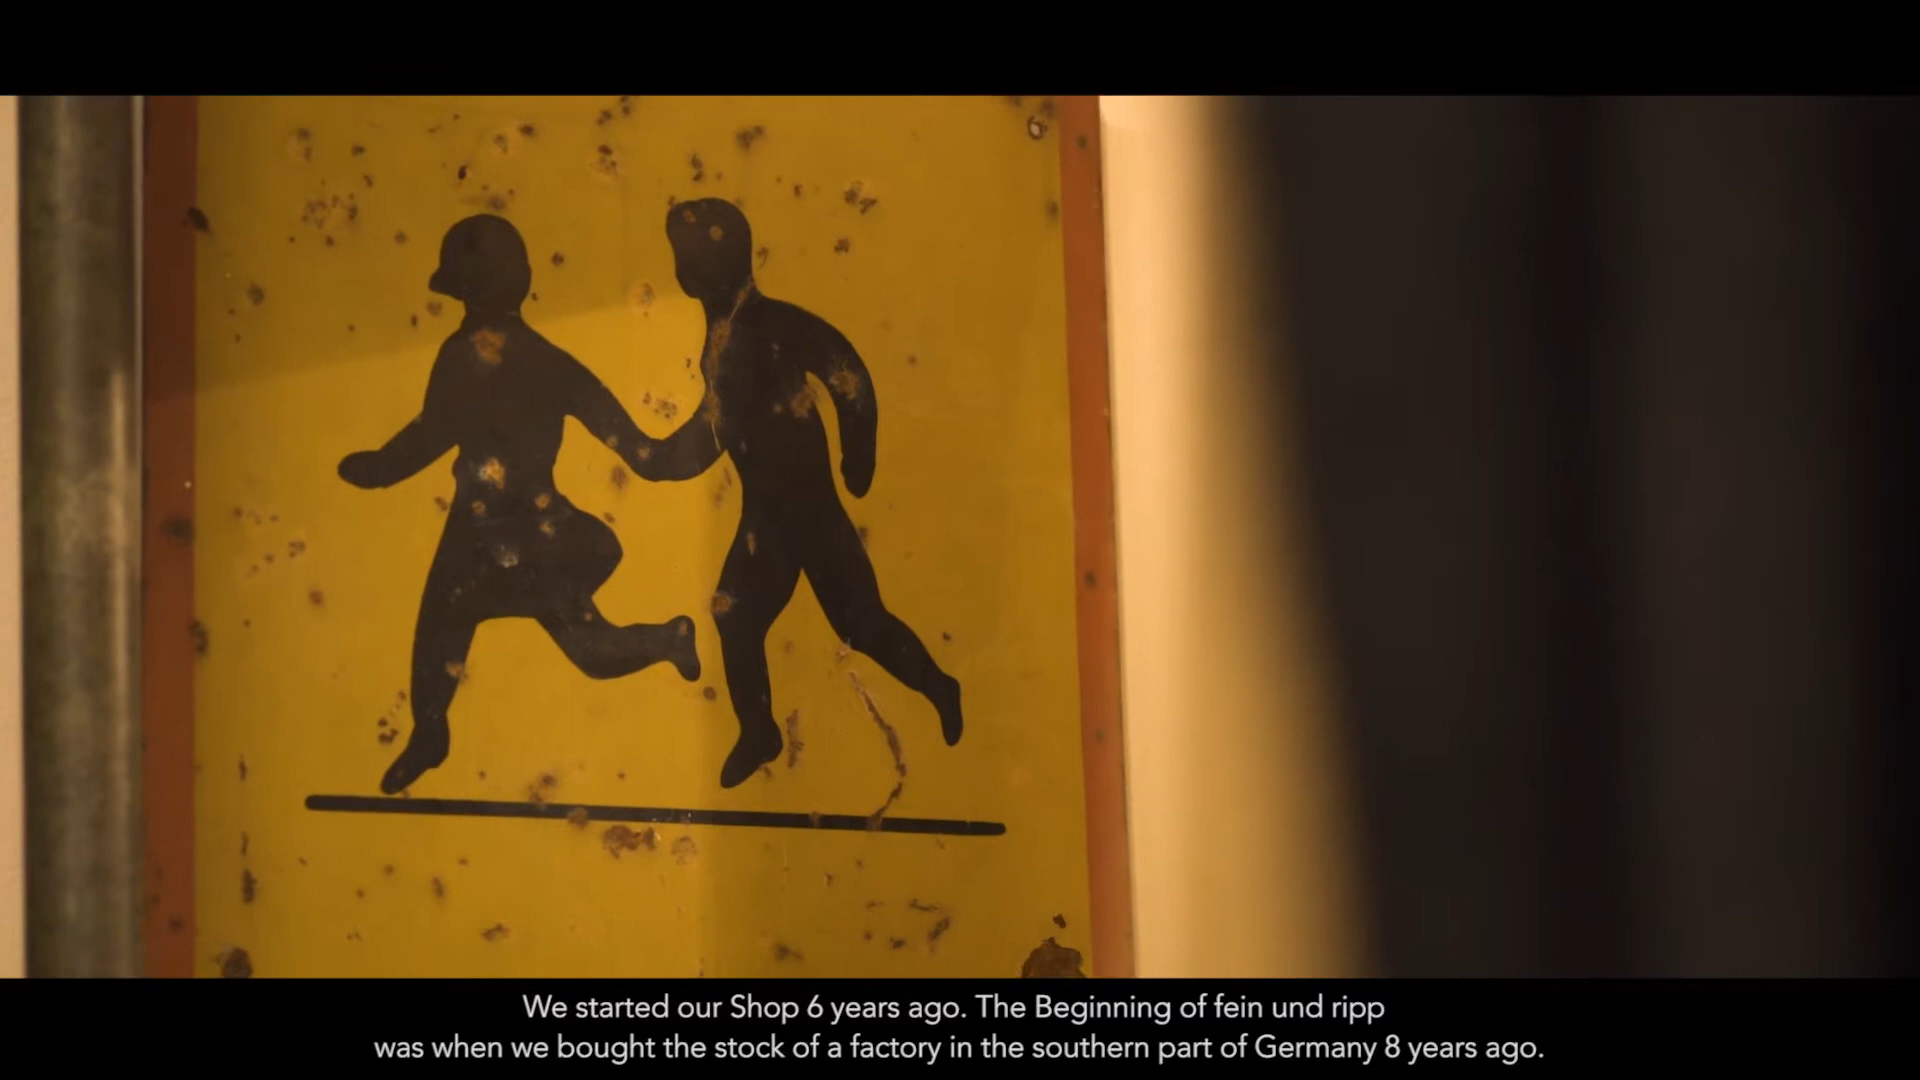 We started our Shop 6 years ago. The Beginning of fein und ripp
was when we bought the stock of a factory in the southern part of Germany 8 years ago.